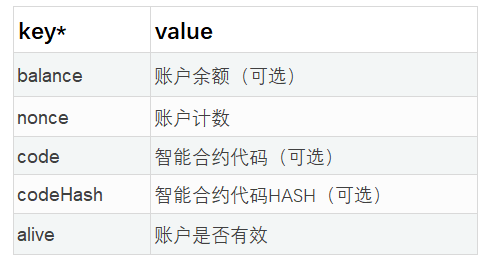 key* value
balance 账户余额（可选）
nonce 账户计数
code 智能合约代码（可选）
codeHash 智能合约代码HASH（可选）
alive 账户是否有效